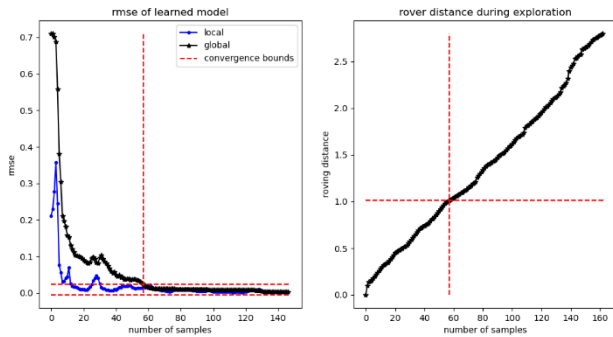 rmse of learned model
local
global
convergence bounds
0.7
0.6
0.5
0.4
0.3
0.2
0.1
0.0
rmse
0 20 40 60 80 100 120 140
number of samples
rover distance during exploration
2.5
2.0
1.5
1.0
0.5
0.0
roving distance
0 20 40 60 80 100 120 140 160
number of samples